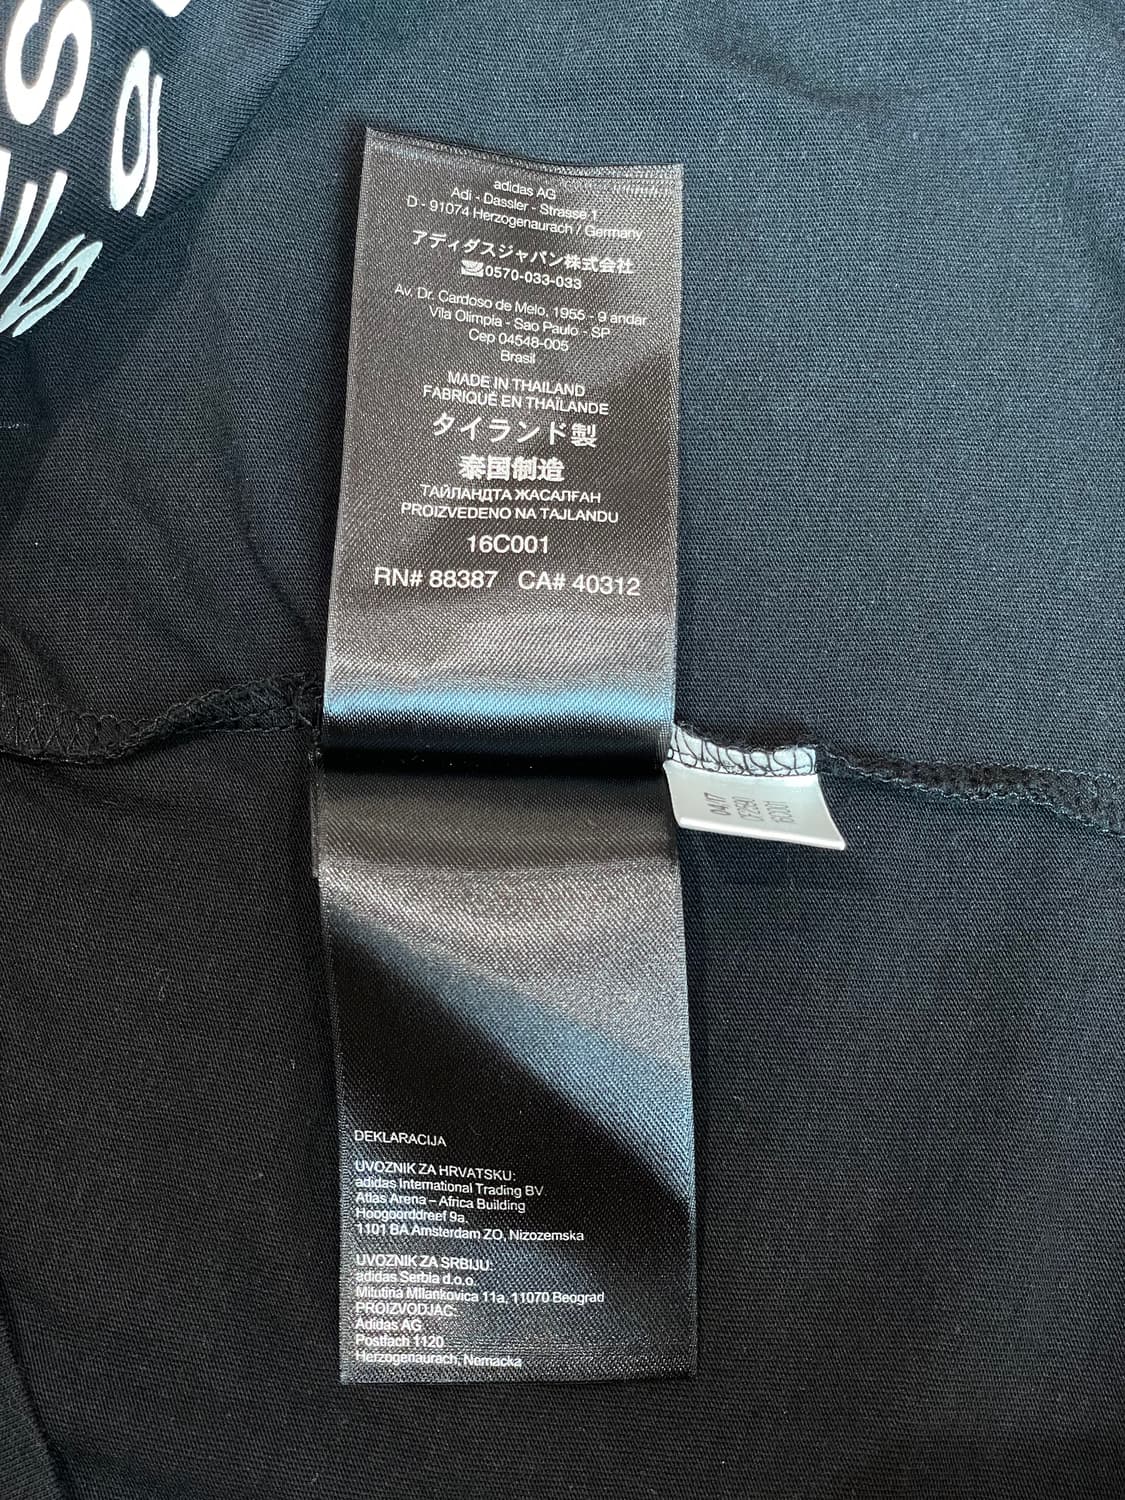 adidas AG
Adi - Dassler - Strasse 1
D - 91074 Herzogenaurach / Germany
アディダスジャパン株式会社
0570-033-033
Av. Dr. Cardoso de Melo, 1955 - 9 andar
Vila Olimpia - Sao Paulo - SP
Cep 04548-005
Brasil
MADE IN THAILAND
FABRIQUÉ EN THAÏLANDE
タイランド製
泰国制造
ТАЙЛАНДТА ЖАСАЛҒАН
PROIZVEDENO NA TAJLANDU
16C001
RN# 88387 CA# 40312
04/17
16C001
DEKLARACIJA
UVOZNIK ZA HRVATSKU:
adidas International Trading BV
Atlas Arena – Africa Building
Hoogoorddreef 9a,
1101 BA Amsterdam ZO, Nizozemska
UVOZNIK ZA SRBIJU:
adidas Serbia d.o.o.
Milutina Milankovica 11a, 11070 Beograd
PROIZVODJAC:
Adidas AG
Postfach 1120
Herzogenaurach, Nemacka